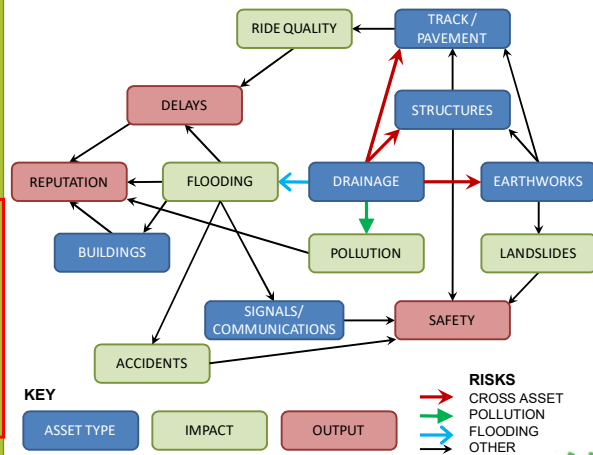 TRACK /
PAVEMENT
RIDE QUALITY
DELAYS
STRUCTURES
REPUTATION
FLOODING
DRAINAGE
EARTHWORKS
BUILDINGS
POLLUTION
LANDSLIDES
SIGNALS/
COMMUNICATIONS
SAFETY
ACCIDENTS
KEY
ASSET TYPE
IMPACT
OUTPUT
RISKS
CROSS ASSET
POLLUTION
FLOODING
OTHER